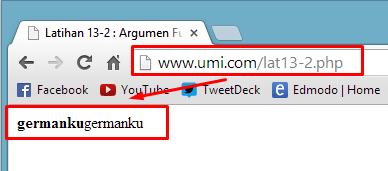 Latihan 13-2 : Argumen Fu
www.umi.com/lat13-2.php
Facebook YouTube TweetDeck Edmodo | Home
germankugermanku